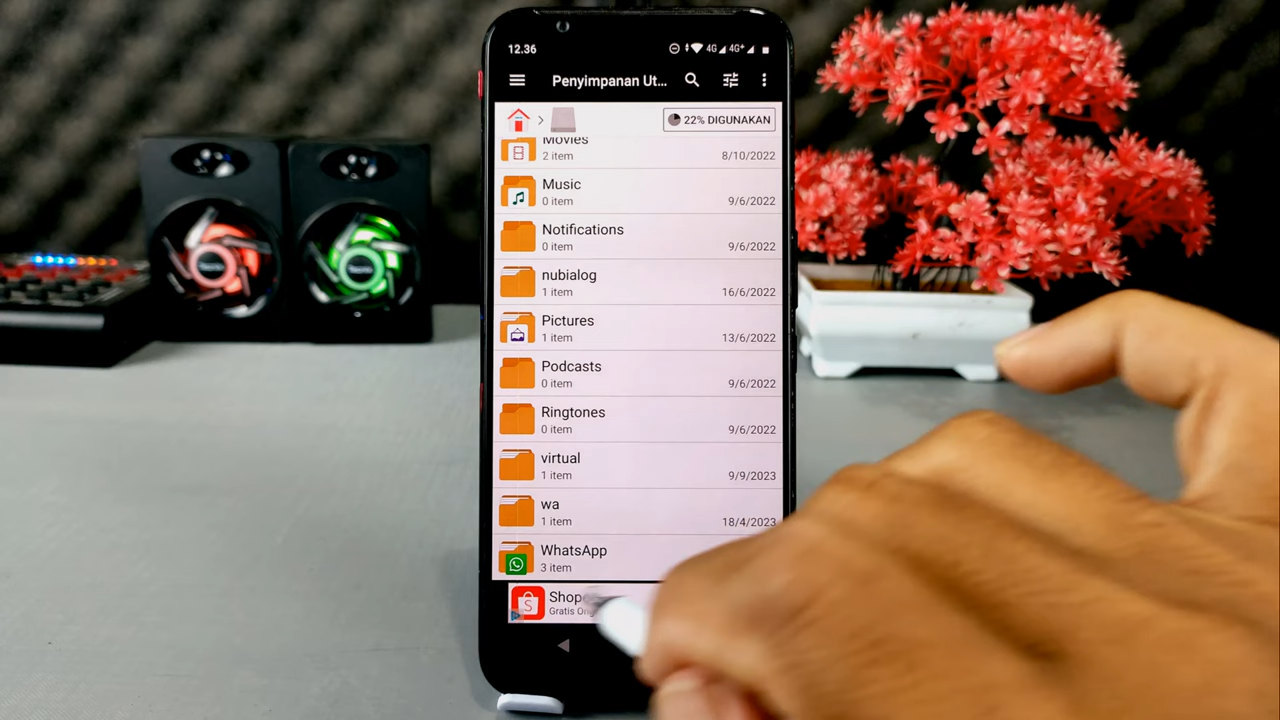 12.36
4G 4G+
Penyimpanan Ut...
22% DIGUNAKAN
Movies
2 item 8/10/2022
Music
0 item 9/6/2022
Notifications
0 item 9/6/2022
nubialog
1 item 16/6/2022
Pictures
1 item 13/6/2022
Podcasts
0 item 9/6/2022
Ringtones
0 item 9/6/2022
virtual
1 item 9/9/2023
wa
1 item 18/4/2023
WhatsApp
3 item
Gratis